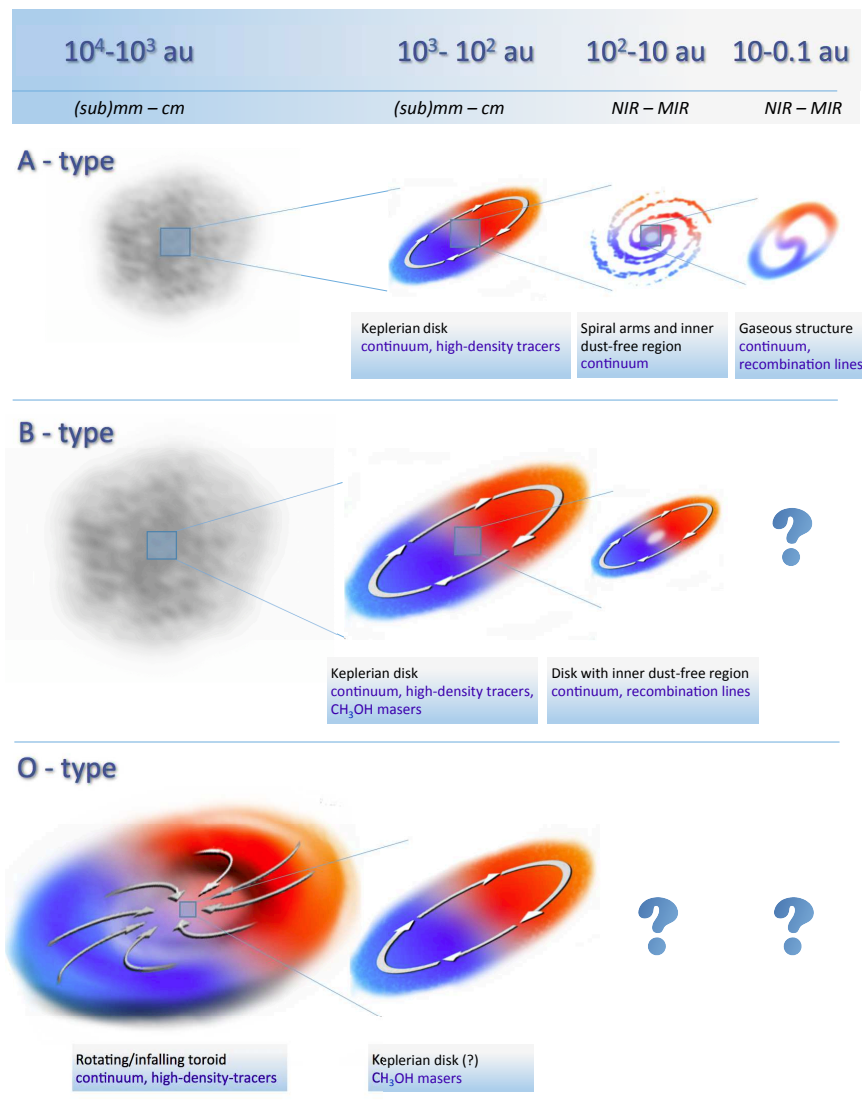 10⁴-10³ au 10³- 10² au 10²-10 au 10-0.1 au
(sub)mm – cm (sub)mm – cm NIR – MIR NIR – MIR
A - type
Keplerian disk
continuum, high-density tracers
Spiral arms and inner
dust-free region
continuum
Gaseous structure
continuum,
recombination lines
B - type
?
Keplerian disk
continuum, high-density tracers,
CH₃OH masers
Disk with inner dust-free region
continuum, recombination lines
O - type
? ?
Rotating/infalling toroid
continuum, high-density-tracers
Keplerian disk (?)
CH₃OH masers